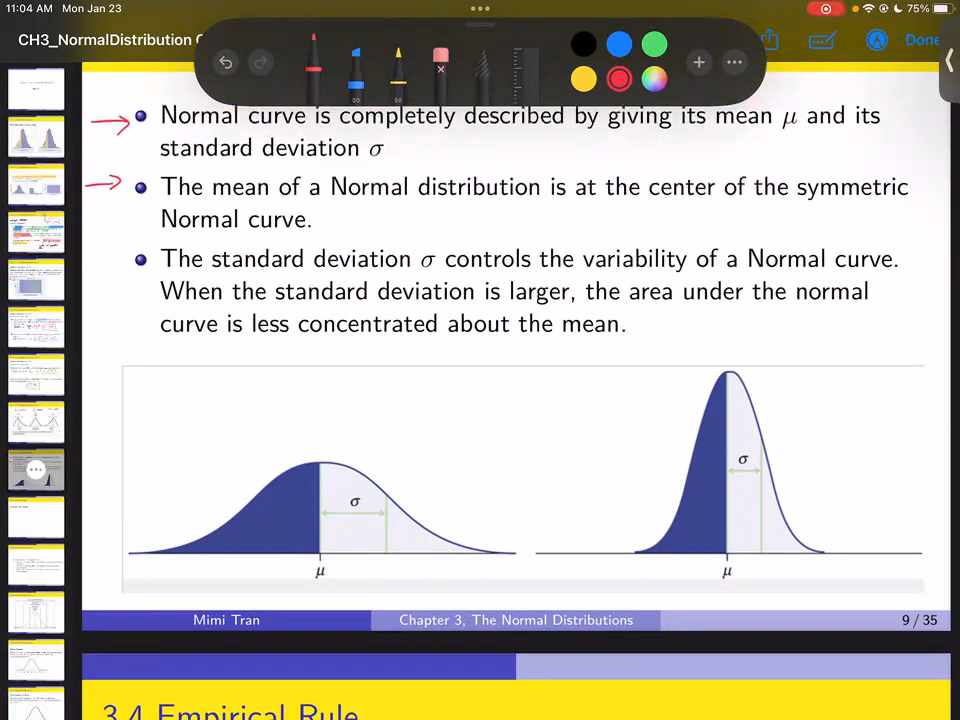 11:04 AM Mon Jan 23
75%
CH3_NormalDistribution
Done
30
50
Normal curve is completely described by giving its mean μ and its
standard deviation σ
The mean of a Normal distribution is at the center of the symmetric
Normal curve.
The standard deviation σ controls the variability of a Normal curve.
When the standard deviation is larger, the area under the normal
curve is less concentrated about the mean.
σ
σ
μ
μ
Mimi Tran
Chapter 3, The Normal Distributions
9 / 35
3.4 Empirical Rule